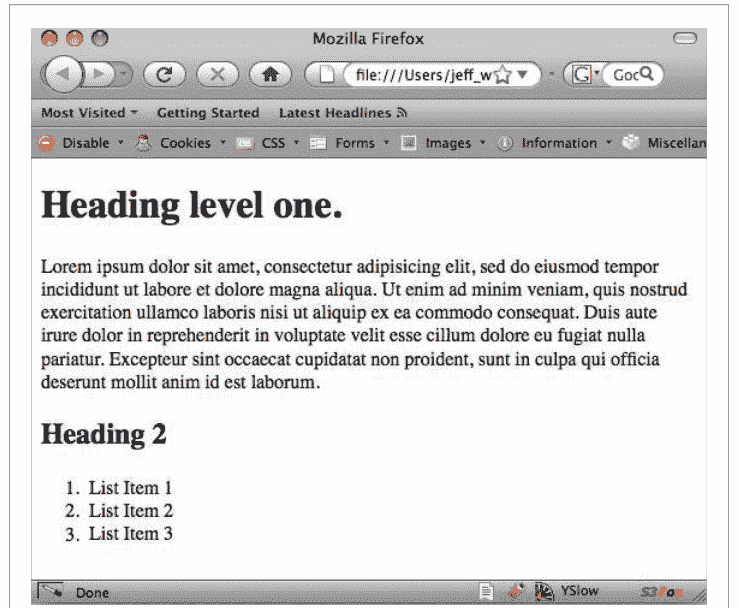 Mozilla Firefox
file:///Users/jeff_w
G Goc
Most Visited Getting Started Latest Headlines
Disable Cookies CSS Forms Images Information Miscellan
Heading level one.
Lorem ipsum dolor sit amet, consectetur adipisicing elit, sed do eiusmod tempor
incididunt ut labore et dolore magna aliqua. Ut enim ad minim veniam, quis nostrud
exercitation ullamco laboris nisi ut aliquip ex ea commodo consequat. Duis aute
irure dolor in reprehenderit in voluptate velit esse cillum dolore eu fugiat nulla
pariatur. Excepteur sint occaecat cupidatat non proident, sunt in culpa qui officia
deserunt mollit anim id est laborum.
Heading 2
1. List Item 1
2. List Item 2
3. List Item 3
Done YSlow S3Fox